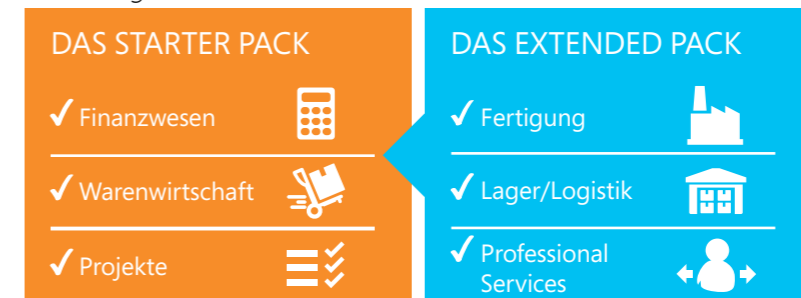 DAS STARTER PACK
✓ Finanzwesen
✓ Warenwirtschaft
✓ Projekte
DAS EXTENDED PACK
✓ Fertigung
✓ Lager/Logistik
✓ Professional
Services